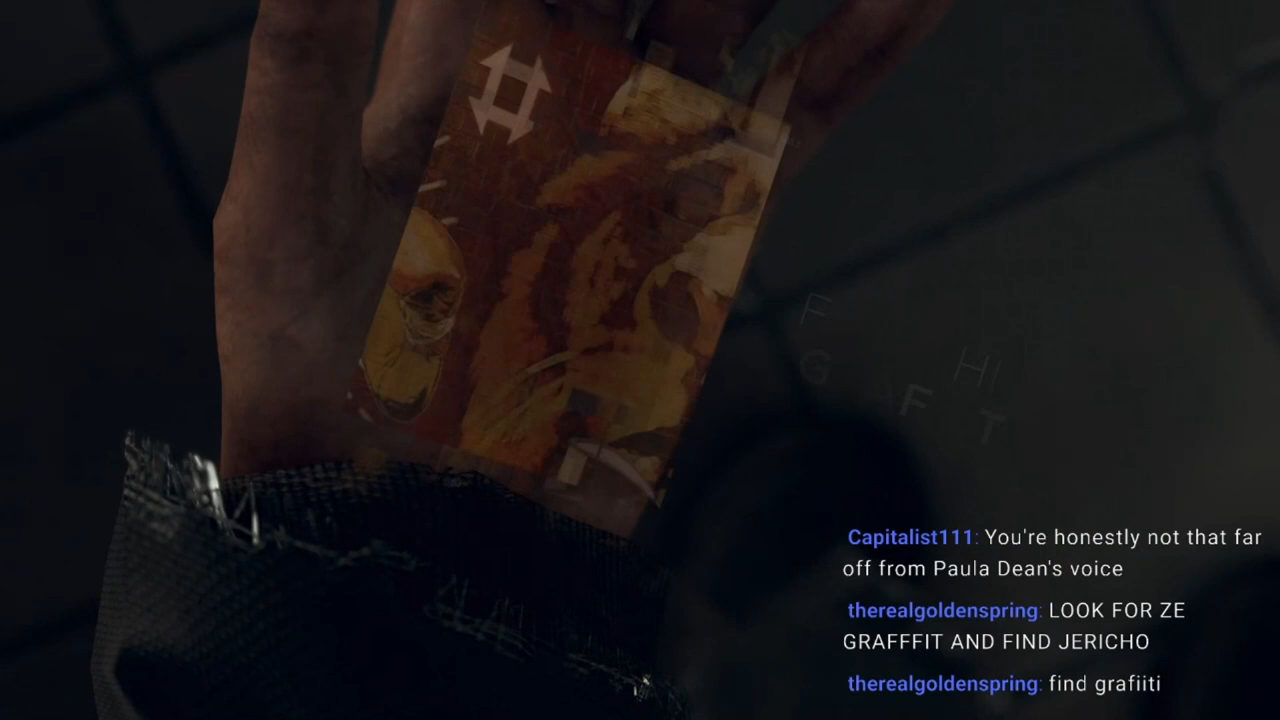 F
HI
G
F
T
Capitalist111: You're honestly not that far
off from Paula Dean's voice
therealgoldenspring: LOOK FOR ZE
GRAFFFIT AND FIND JERICHO
therealgoldenspring: find grafiiti